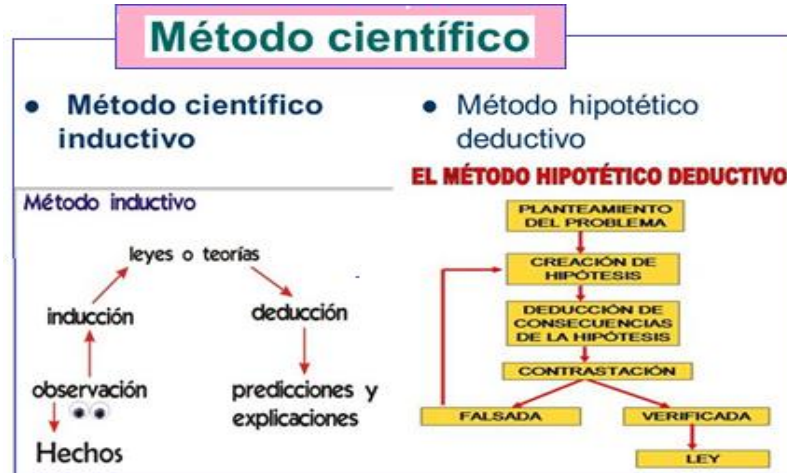 Método científico
• Método científico
inductivo
Método inductivo
leyes o teorías
inducción
deducción
observación
predicciones y
explicaciones
Hechos
• Método hipotético
deductivo
EL MÉTODO HIPOTÉTICO DEDUCTIVO
PLANTEAMIENTO
DEL PROBLEMA
CREACIÓN DE
HIPÓTESIS
DEDUCCIÓN DE
CONSECUENCIAS
DE LA HIPÓTESIS
CONTRASTACIÓN
FALSADA
VERIFICADA
LEY